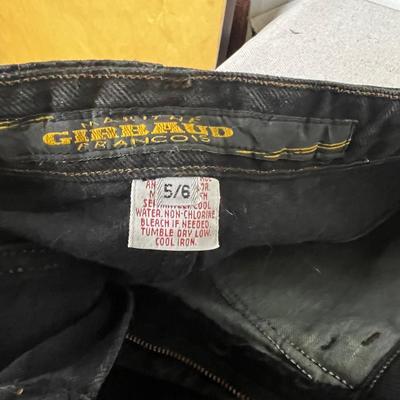 MARITHE
GIRBAUD
FRANCOIS
5/6
COOL
WATER. NON-CHLORINE
BLEACH IF NEEDED.
TUMBLE DRY LOW.
COOL IRON.